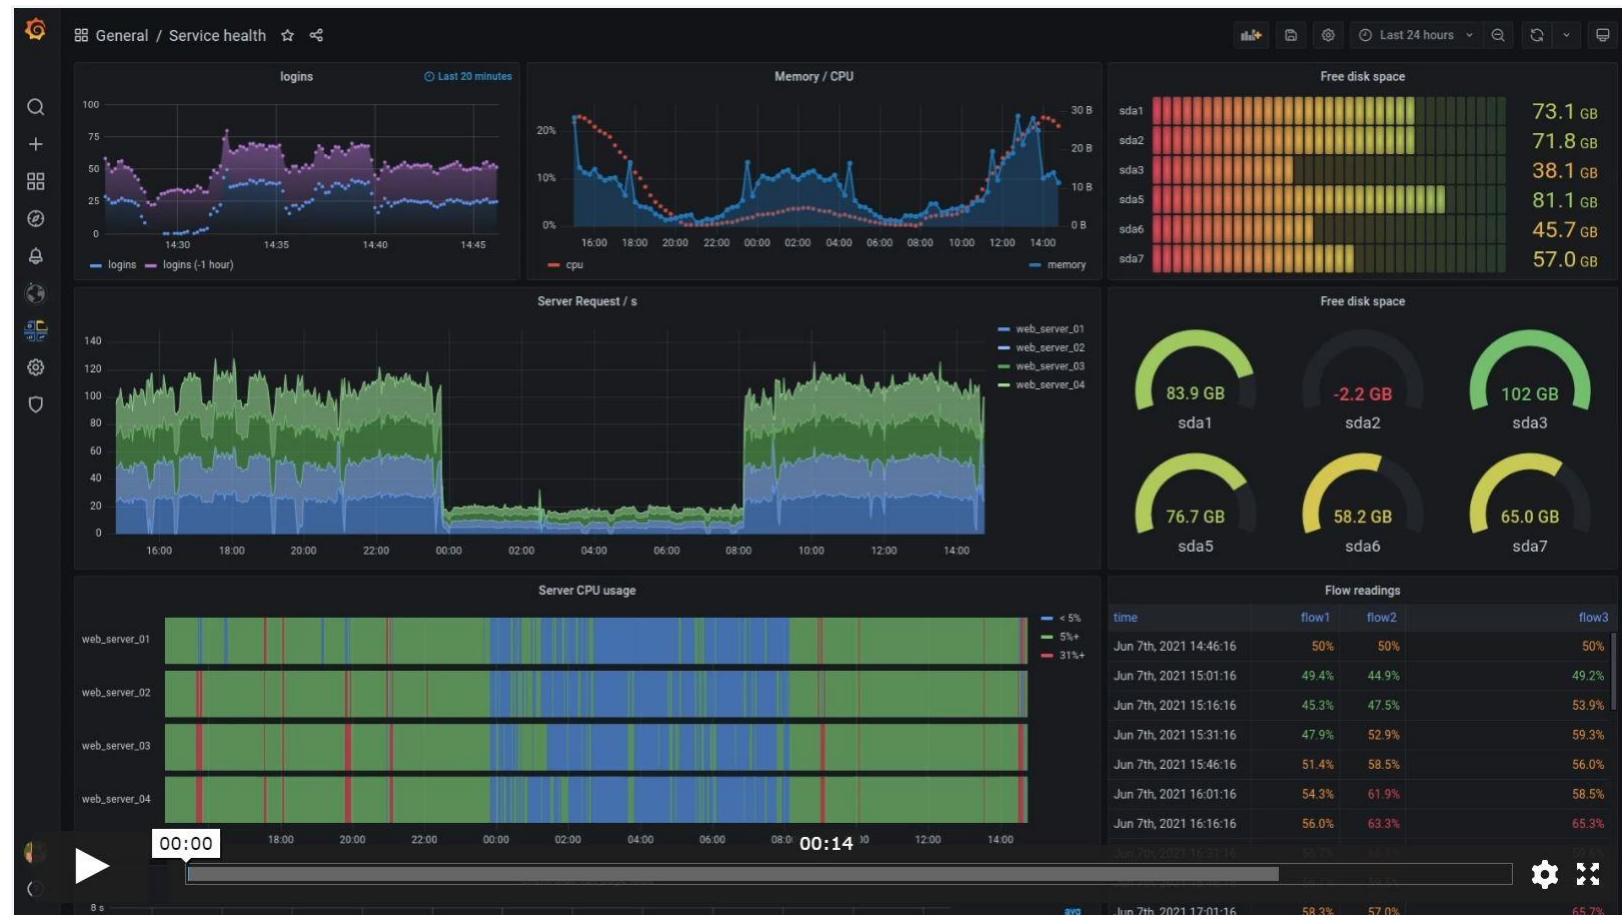 General / Service health
Last 24 hours
logins
Last 20 minutes
100
75
50
25
0
14:30 14:35 14:40 14:45
logins logins (-1 hour)
Memory / CPU
20%
10%
0%
30 B
20 B
10 B
0 B
16:00 18:00 20:00 22:00 00:00 02:00 04:00 06:00 08:00 10:00 12:00 14:00
cpu memory
Free disk space
sda1 73.1 GB
sda2 71.8 GB
sda3 38.1 GB
sda5 81.1 GB
sda6 45.7 GB
sda7 57.0 GB
Server Request / s
140
120
100
80
60
40
20
0
16:00 18:00 20:00 22:00 00:00 02:00 04:00 06:00 08:00 10:00 12:00 14:00
web_server_01
web_server_02
web_server_03
web_server_04
Free disk space
83.9 GB -2.2 GB 102 GB
sda1 sda2 sda3
76.7 GB 58.2 GB 65.0 GB
sda5 sda6 sda7
Server CPU usage
web_server_01
web_server_02
web_server_03
web_server_04
< 5%
5%+
31%+
18:00 20:00 22:00 00:00 02:00 04:00 06:00 08:0 00 12:00 14:00
Flow readings
time flow1 flow2 flow3
Jun 7th, 2021 14:46:16 50% 50% 50%
Jun 7th, 2021 15:01:16 49.4% 44.9% 49.2%
Jun 7th, 2021 15:16:16 45.3% 47.5% 53.9%
Jun 7th, 2021 15:31:16 47.9% 52.9% 59.3%
Jun 7th, 2021 15:46:16 51.4% 58.5% 56.0%
Jun 7th, 2021 16:01:16 54.3% 61.9% 58.5%
Jun 7th, 2021 16:16:16 56.0% 63.3% 65.3%
00:00
00:14
8 s
avg
Jun 7th, 2021 17:01:16 58.3% 57.0% 65.7%